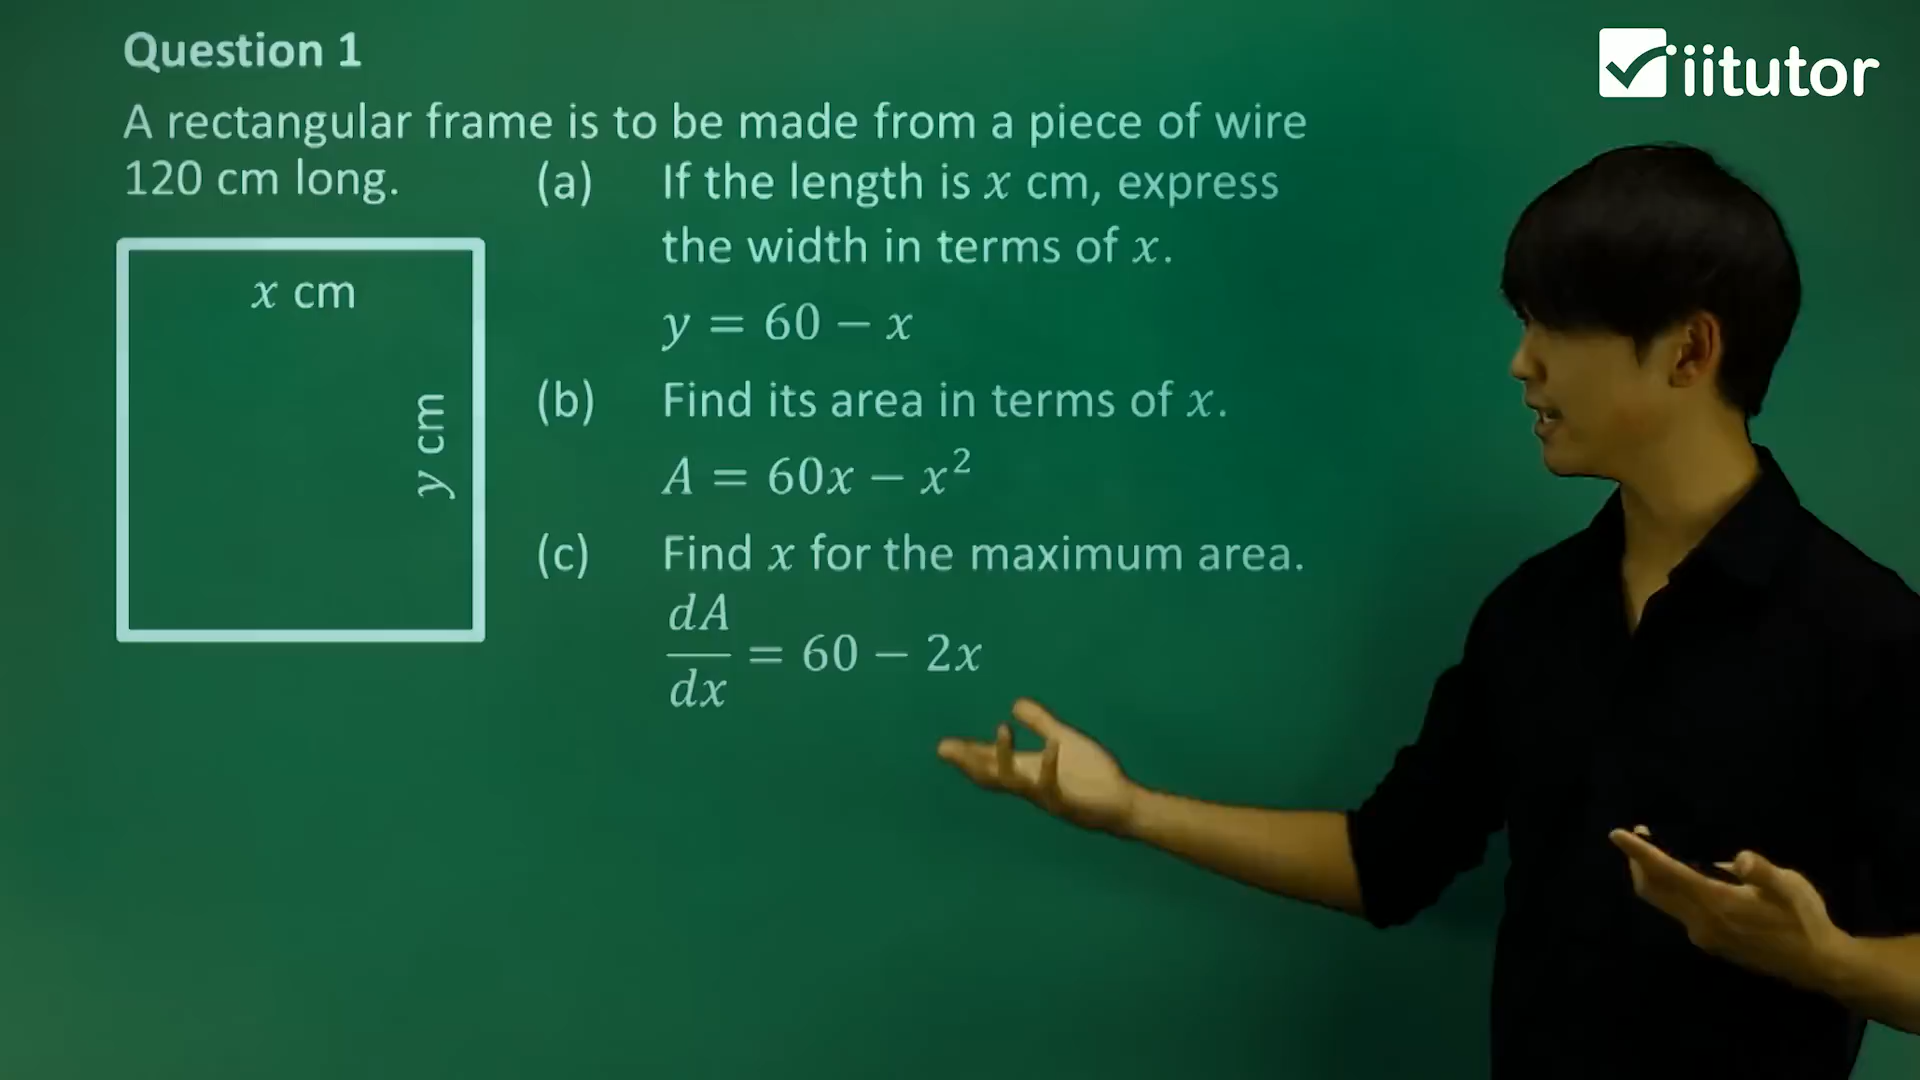 Question 1
iitutor
A rectangular frame is to be made from a piece of wire
120 cm long.
(a) If the length is x cm, express
the width in terms of x.
x cm
y = 60 − x
y cm
(b) Find its area in terms of x.
A = 60x − x²
(c) Find x for the maximum area.
dA/dx = 60 − 2x